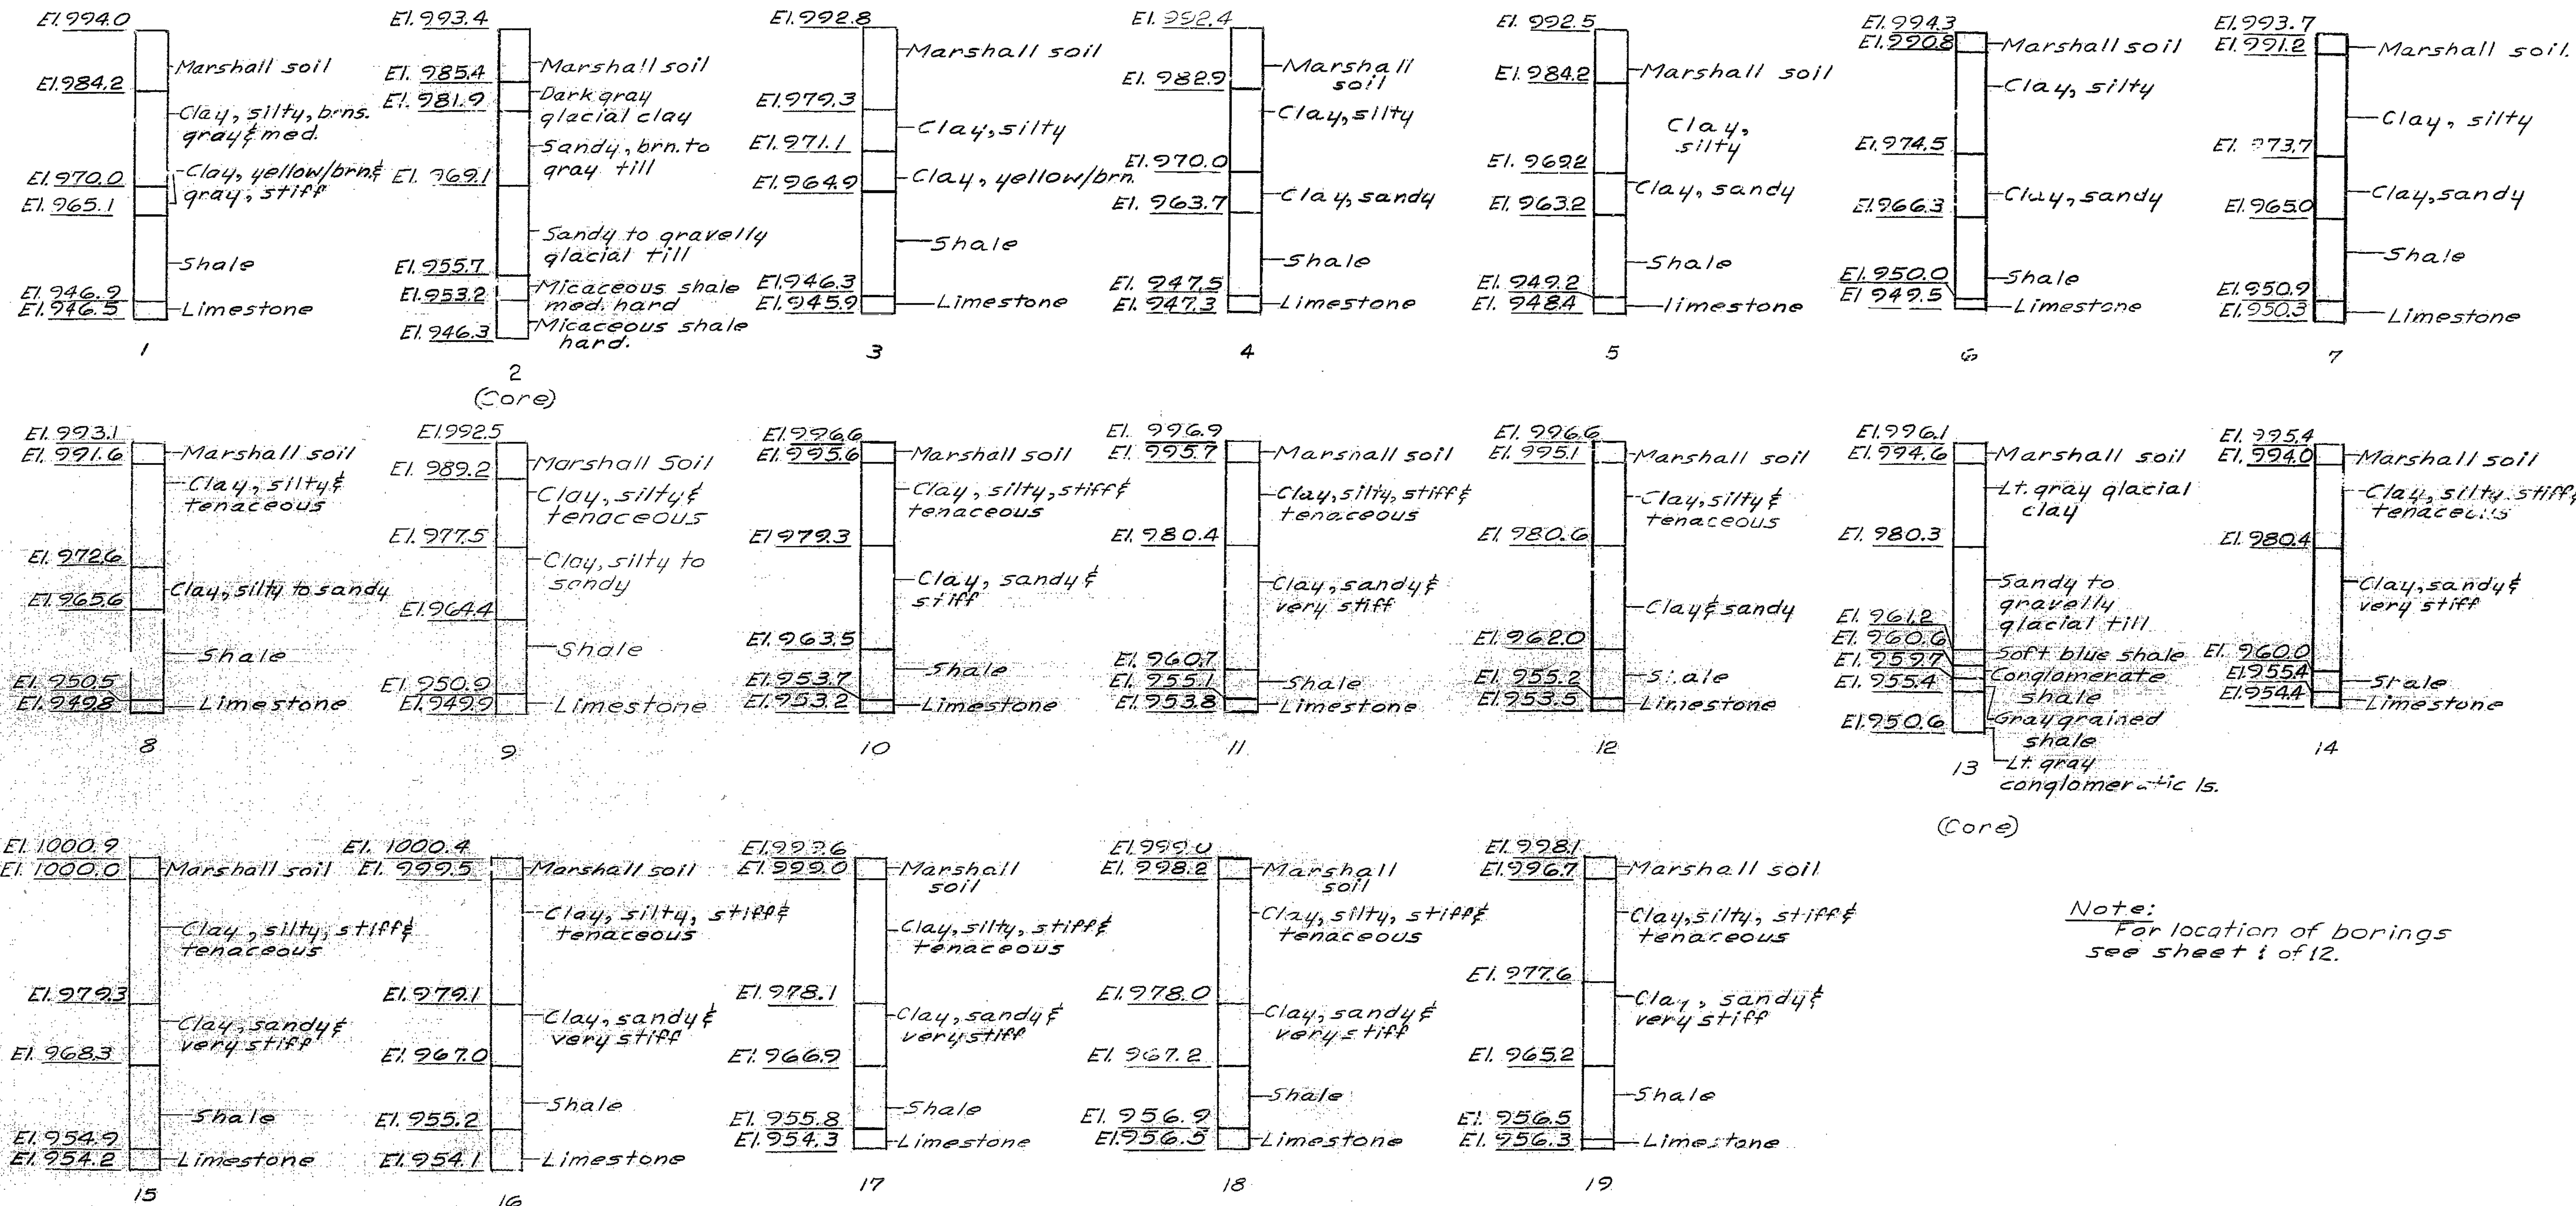 El. 994.0
El. 984.2
El. 970.0
El. 965.1
El. 946.9
El. 946.5
Marshall soil
Clay, silty, brns.
gray & med.
Clay, yellow/brn &
gray, stiff
Shale
Limestone
1
El. 993.4
El. 985.4
El. 981.9
El. 969.1
El. 955.7
El. 953.2
El. 946.3
Marshall soil
Dark gray
glacial clay
Sandy, brn. to
gray till
Sandy to gravelly
glacial till
Micaceous shale
med. hard
Micaceous shale
hard.
2
(Core)
El. 992.8
El. 979.3
El. 971.1
El. 964.9
El. 946.3
El. 945.9
Marshall soil
Clay, silty
Clay, yellow/brn.
Shale
Limestone
3
El. 992.4
El. 982.9
El. 970.0
El. 963.7
El. 947.5
El. 947.3
Marshall
soil
Clay, silty
Clay, sandy
Shale
Limestone
4
El. 992.5
El. 984.2
El. 969.2
El. 963.2
El. 949.2
El. 948.4
Marshall soil
Clay,
silty
Clay, sandy
Shale
limestone
5
El. 994.3
El. 990.8
El. 974.5
El. 966.3
El. 950.0
El 949.5
Marshall soil
Clay, silty
Clay, sandy
Shale
Limestone
6
El. 993.7
El. 991.2
El. 973.7
El. 965.0
El. 950.9
El. 950.3
Marshall soil.
Clay, silty
Clay, sandy
Shale
Limestone
7
El. 993.1
El. 991.6
El. 972.6
El. 965.6
El. 950.5
El. 949.8
Marshall soil
Clay, silty &
tenaceous
Clay, silty to sandy
Shale
Limestone
8
El. 992.5
El. 989.2
El. 977.5
El. 964.4
El. 950.9
El. 949.9
Marshall Soil
Clay, silty &
tenaceous
Clay, silty to
sandy
Shale
Limestone
9
El. 996.6
El. 995.6
El 979.3
El. 963.5
El. 953.7
El. 953.2
Marshall soil
Clay, silty, stiff &
tenaceous
Clay, sandy &
stiff
Shale
Limestone
10
El. 996.9
El. 995.7
El. 980.4
El. 960.7
El. 955.1
El. 953.8
Marshall soil
Clay, silty, stiff &
tenaceous
Clay, sandy &
very stiff
Shale
Limestone
11
El. 996.6
El. 995.1
El. 980.6
El. 962.0
El. 955.2
El. 953.5
Marshall soil
Clay, silty &
tenaceous
Clay & sandy
Shale
Limestone
12
El. 996.1
El. 994.6
El. 980.3
El. 961.2
El. 960.6
El. 959.7
El. 955.4
El. 950.6
Marshall soil
Lt. gray glacial
clay
Sandy to
gravelly
glacial till
Soft blue shale
Conglomerate
shale
Gray grained
shale
Lt. gray
conglomeratic ls.
13
(Core)
El. 995.4
El. 994.0
El. 980.4
El. 960.0
El. 955.4
El. 954.4
Marshall soil
Clay, silty stiff &
tenaceous
Clay, sandy &
very stiff
Shale
Limestone
14
El. 1000.9
El. 1000.0
El. 979.3
El. 968.3
El. 954.9
El. 954.2
Marshall soil
Clay, silty, stiff &
tenaceous
Clay, sandy &
very stiff
Shale
Limestone
15
El. 1000.4
El. 999.5
El. 979.1
El. 967.0
El. 955.2
El. 954.1
Marshall soil
Clay, silty, stiff &
tenaceous
Clay, sandy &
very stiff
Shale
Limestone
16
El. 999.6
El. 999.0
El. 978.1
El. 966.9
El. 955.8
El. 954.3
Marshall
soil
Clay, silty, stiff &
tenaceous
Clay, sandy &
very stiff
Shale
Limestone
17
El. 999.0
El. 998.2
El. 978.0
El. 967.2
El. 956.9
El. 956.5
Marshall
soil
Clay, silty, stiff &
tenaceous
Clay, sandy &
very stiff
Shale
Limestone
18
El. 998.1
El. 996.7
El. 977.6
El. 965.2
El. 956.5
El. 956.3
Marshall soil
Clay, silty, stiff &
tenaceous
Clay, sandy &
very stiff
Shale
Limestone
19
Note:
For location of borings
see sheet 1 of 12.